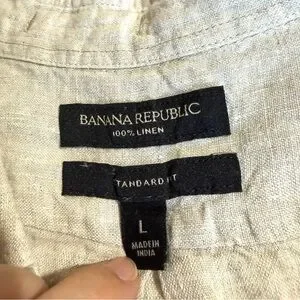 BANANA REPUBLIC
100% LINEN
TANDARD FIT
L
MADE IN
INDIA